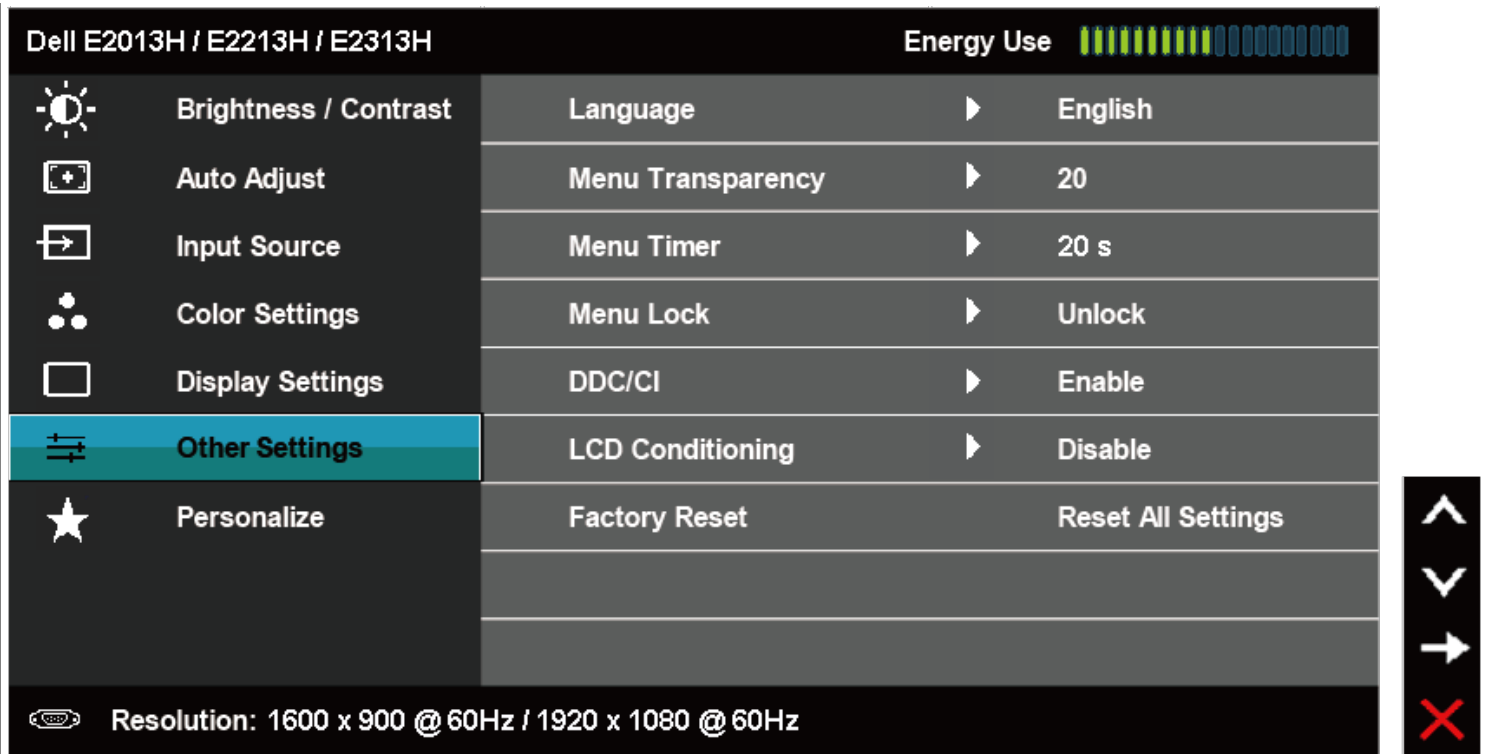 Dell E2013H / E2213H / E2313H Energy Use
Brightness / Contrast Language English
Auto Adjust Menu Transparency 20
Input Source Menu Timer 20 s
Color Settings Menu Lock Unlock
Display Settings DDC/CI Enable
Other Settings LCD Conditioning Disable
Personalize Factory Reset Reset All Settings
Resolution: 1600 x 900 @ 60Hz / 1920 x 1080 @ 60Hz